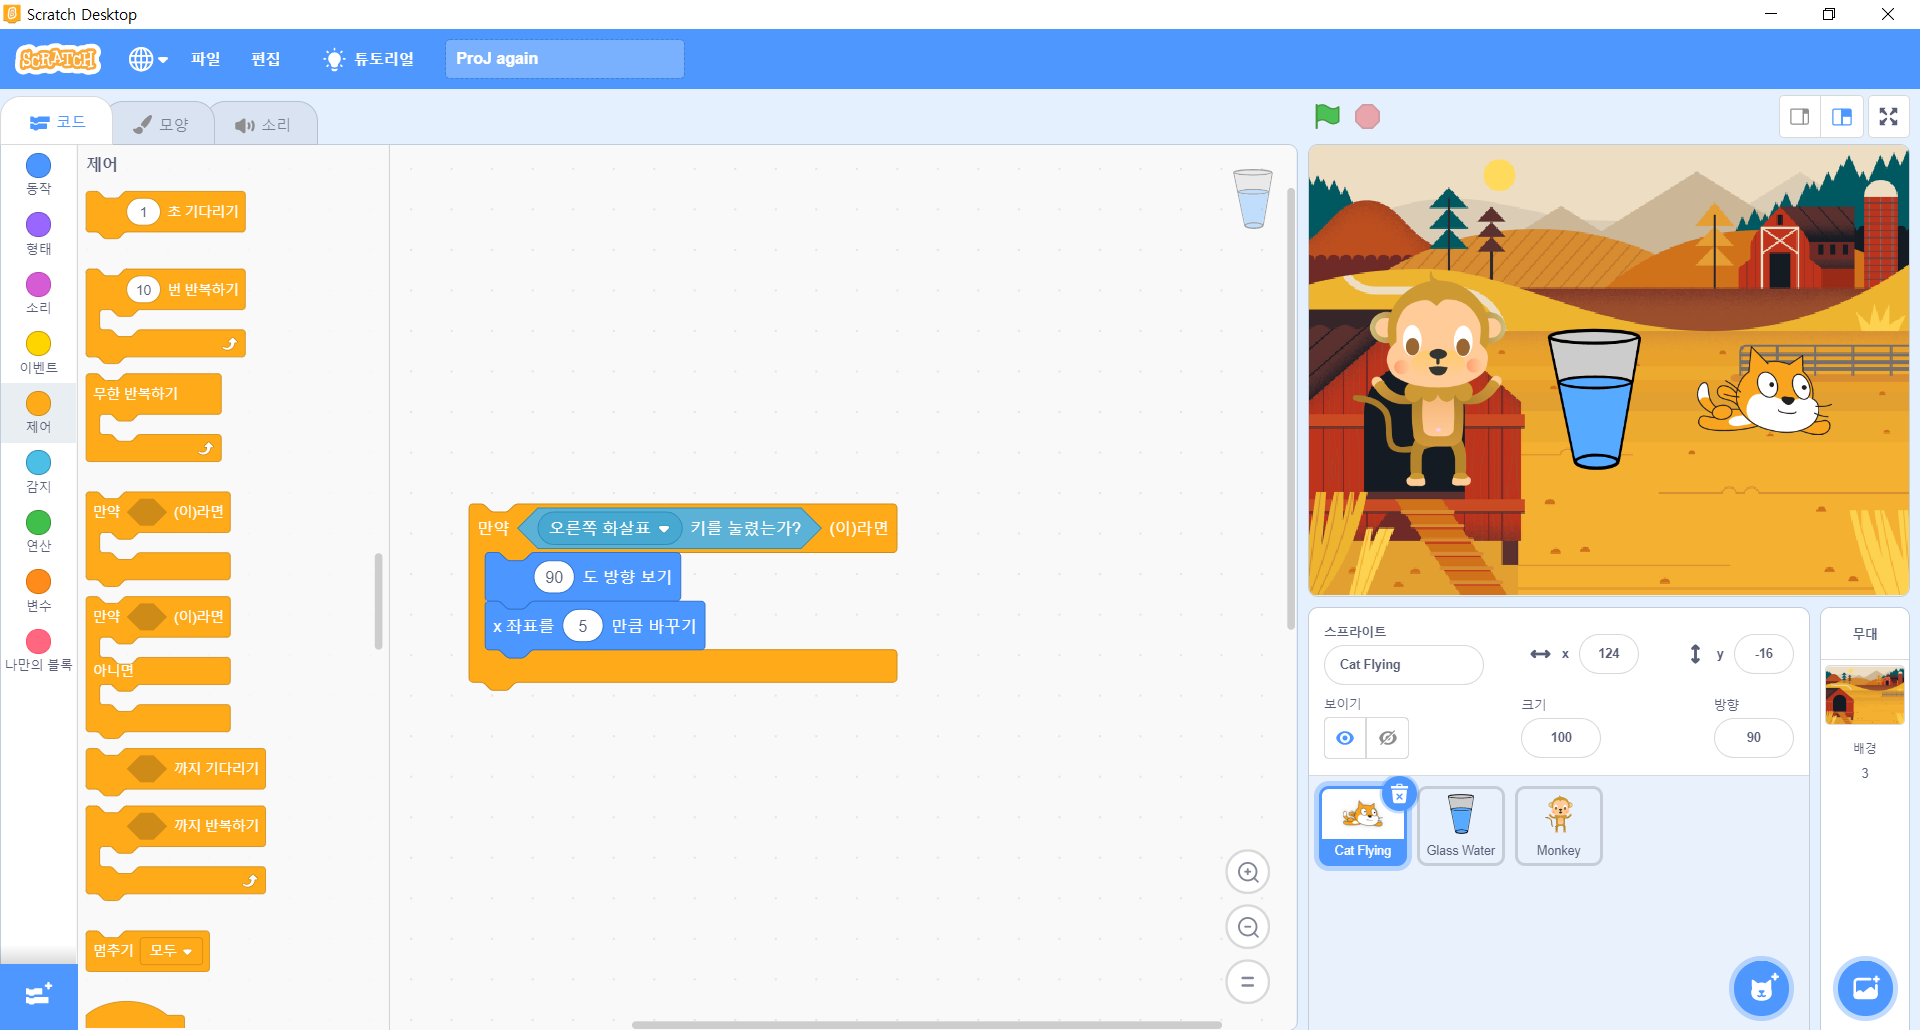 Scratch Desktop
SCRATCH
파일
편집
튜토리얼
ProJ again
코드
모양
소리
동작
형태
소리
이벤트
제어
감지
연산
변수
나만의 블록
제어
1 초 기다리기
10 번 반복하기
무한 반복하기
만약 (이)라면
만약 (이)라면
아니면
까지 기다리기
까지 반복하기
멈추기 모두
만약 오른쪽 화살표 키를 눌렀는가? (이)라면
90 도 방향 보기
x 좌표를 5 만큼 바꾸기
스프라이트
Cat Flying
x 124
y -16
보이기
크기
100
방향
90
Cat Flying
Glass Water
Monkey
무대
배경
3